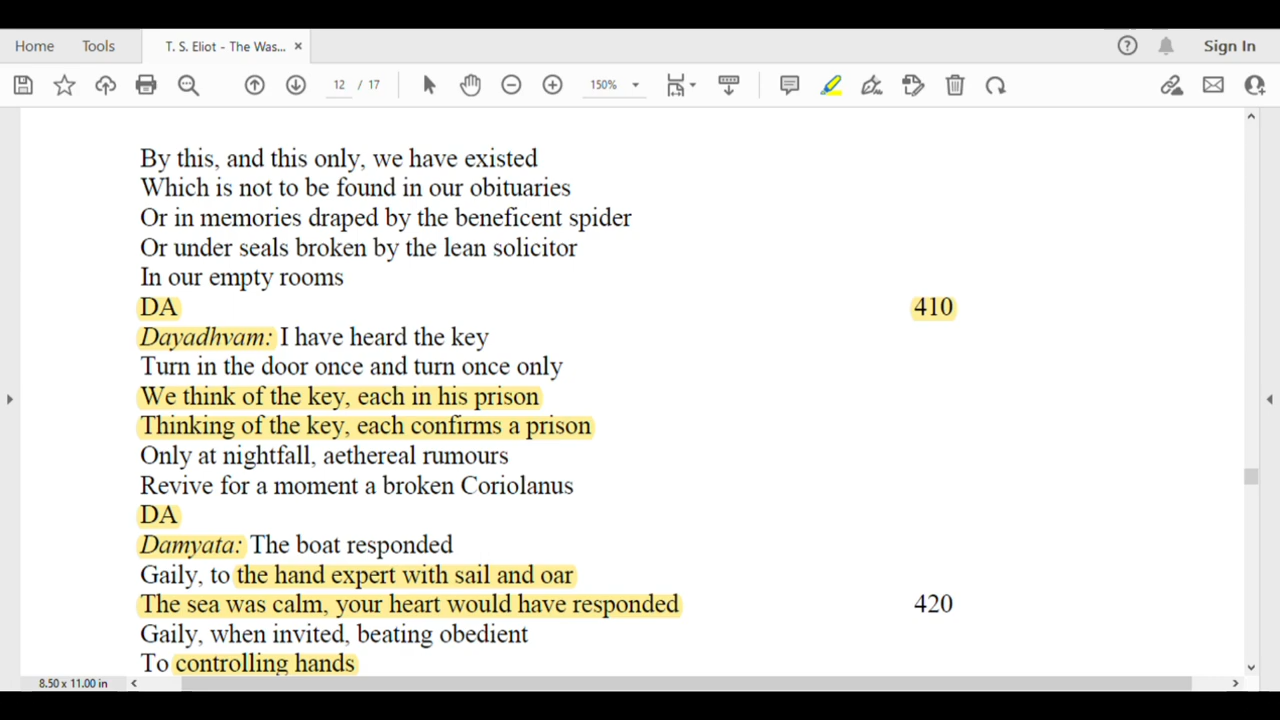 Home Tools T. S. Eliot - The Was... × Sign In
12 / 17 150%
By this, and this only, we have existed
Which is not to be found in our obituaries
Or in memories draped by the beneficent spider
Or under seals broken by the lean solicitor
In our empty rooms
DA 410
Dayadhvam: I have heard the key
Turn in the door once and turn once only
We think of the key, each in his prison
Thinking of the key, each confirms a prison
Only at nightfall, aethereal rumours
Revive for a moment a broken Coriolanus
DA
Damyata: The boat responded
Gaily, to the hand expert with sail and oar
The sea was calm, your heart would have responded 420
Gaily, when invited, beating obedient
To controlling hands
8.50 x 11.00 in